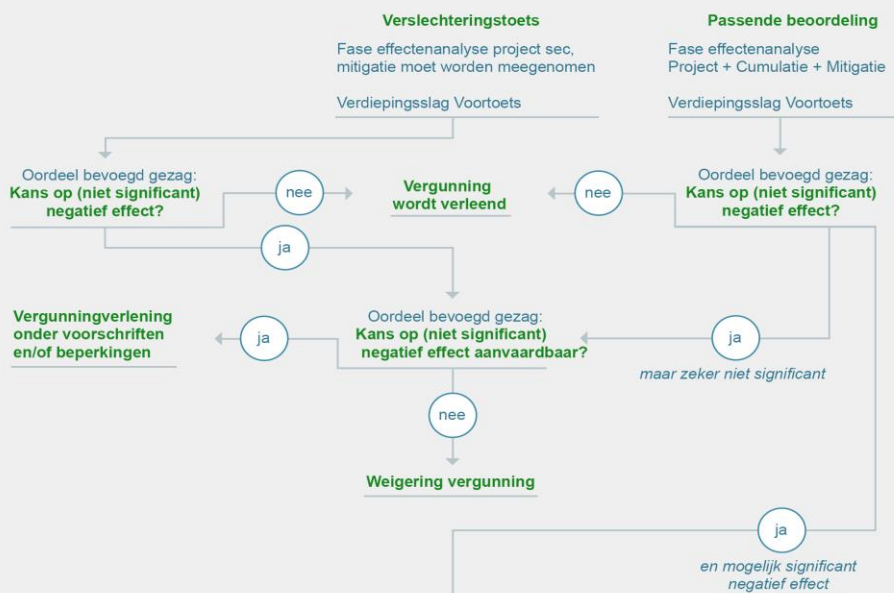 Verslechteringstoets
Fase effectenanalyse project sec,
mitigatie moet worden meegenomen
Verdiepingsslag Voortoets
Passende beoordeling
Fase effectenanalyse
Project + Cumulatie + Mitigatie
Verdiepingsslag Voortoets
Oordeel bevoegd gezag:
Kans op (niet significant)
negatief effect?
nee
Vergunning
wordt verleend
nee
Oordeel bevoegd gezag:
Kans op (niet significant)
negatief effect?
ja
Vergunningverlening
onder voorschriften
en/of beperkingen
ja
Oordeel bevoegd gezag:
Kans op (niet significant)
negatief effect aanvaardbaar?
ja
maar zeker niet significant
nee
Weigering vergunning
ja
en mogelijk significant
negatief effect